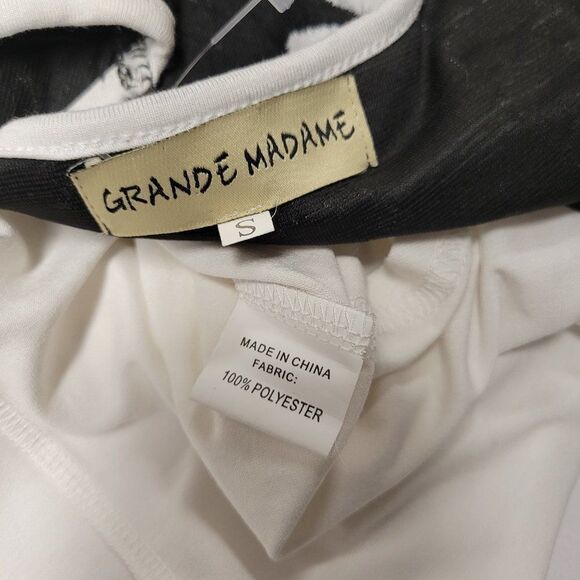 GRANDE MADAME
S
MADE IN CHINA
FABRIC:
100% POLYESTER